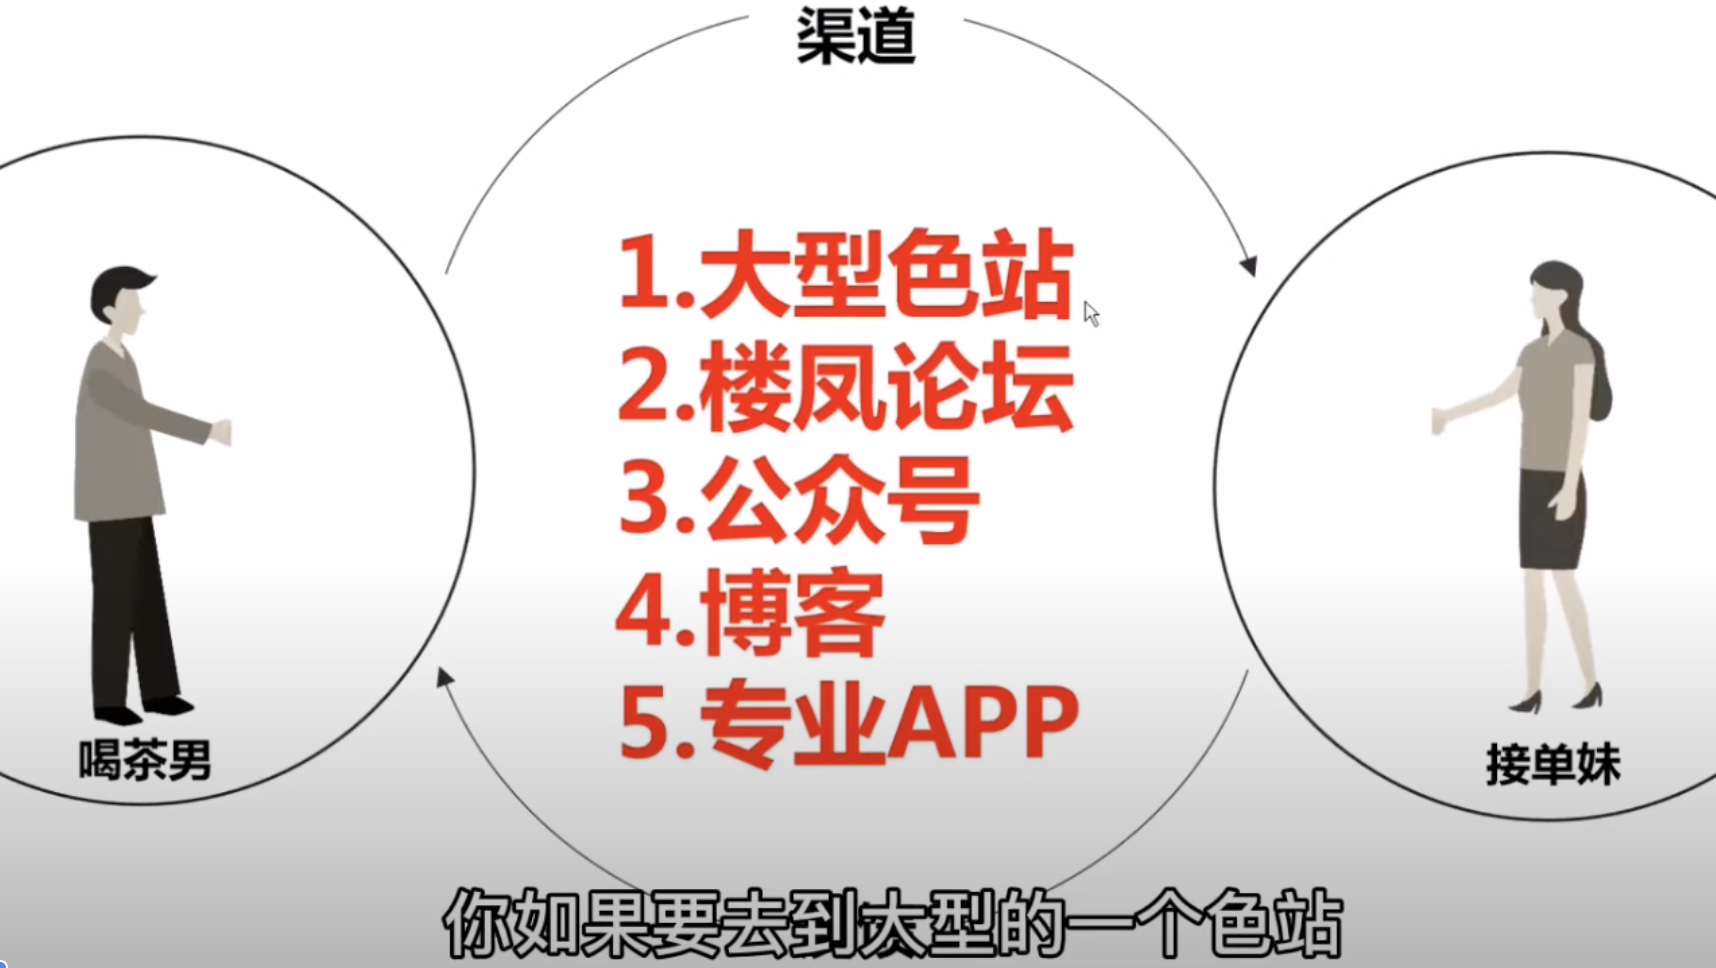 渠道
1.大型色站
2.楼凤论坛
3.公众号
4.博客
5.专业APP
喝茶男
接单妹
你如果要去到大型的一个色站